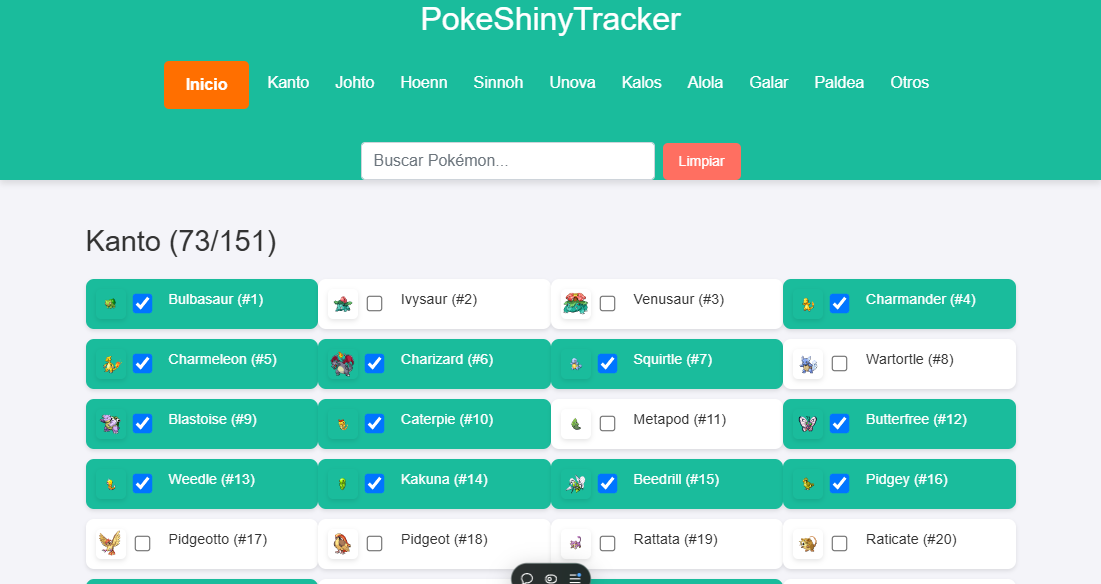 PokeShinyTracker
Inicio Kanto Johto Hoenn Sinnoh Unova Kalos Alola Galar Paldea Otros
Buscar Pokémon... Limpiar
Kanto (73/151)
Bulbasaur (#1) Ivysaur (#2) Venusaur (#3) Charmander (#4)
Charmeleon (#5) Charizard (#6) Squirtle (#7) Wartortle (#8)
Blastoise (#9) Caterpie (#10) Metapod (#11) Butterfree (#12)
Weedle (#13) Kakuna (#14) Beedrill (#15) Pidgey (#16)
Pidgeotto (#17) Pidgeot (#18) Rattata (#19) Raticate (#20)